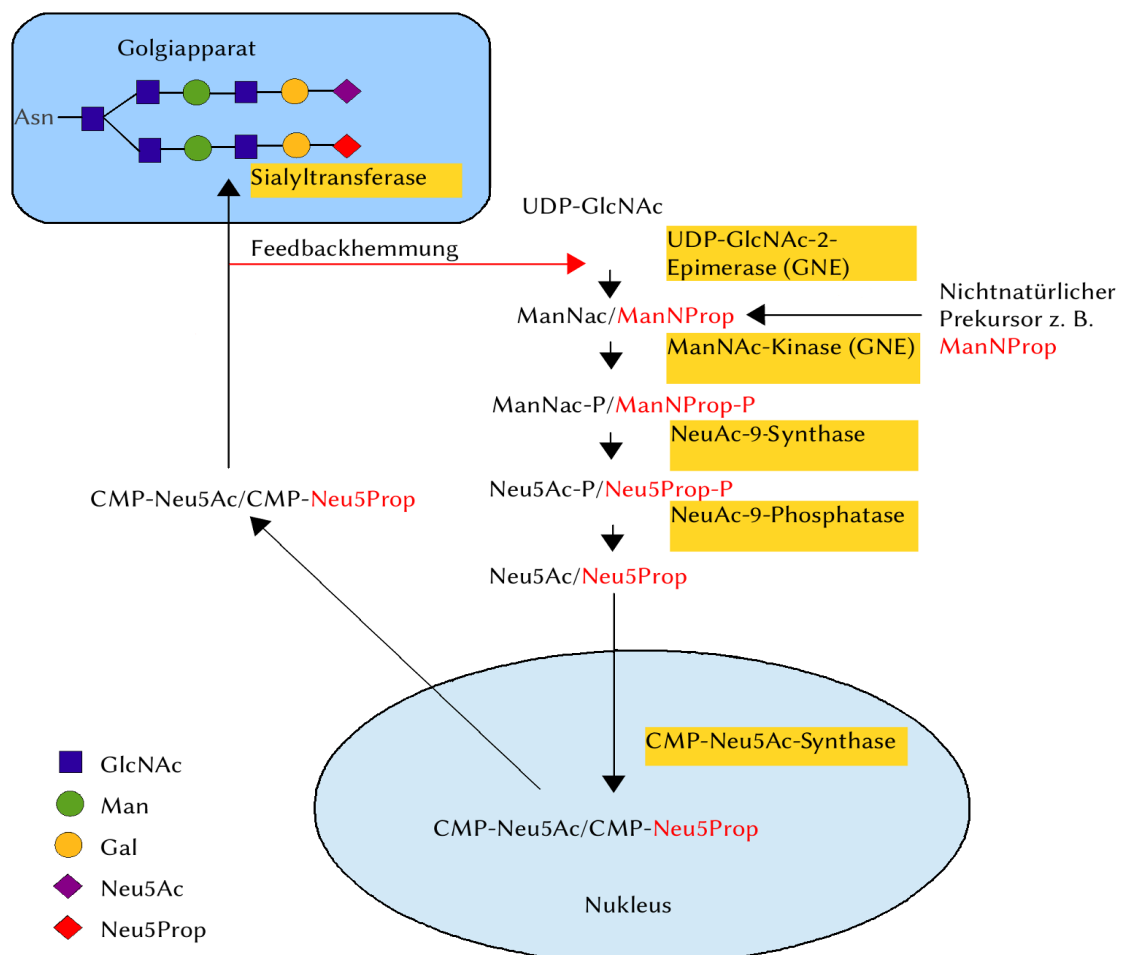 Golgiapparat
Asn
Sialyltransferase
UDP-GlcNAc
Feedbackhemmung
UDP-GlcNAc-2-
Epimerase (GNE)
Nichtnatürlicher
Prekursor z. B.
ManNProp
ManNac/ManNProp
ManNAc-Kinase (GNE)
ManNac-P/ManNProp-P
NeuAc-9-Synthase
CMP-Neu5Ac/CMP-Neu5Prop
Neu5Ac-P/Neu5Prop-P
NeuAc-9-Phosphatase
Neu5Ac/Neu5Prop
CMP-Neu5Ac-Synthase
CMP-Neu5Ac/CMP-Neu5Prop
Nukleus
GlcNAc
Man
Gal
Neu5Ac
Neu5Prop